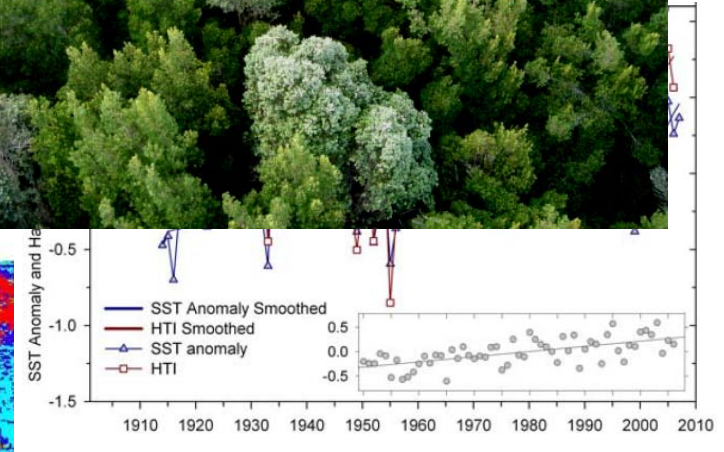 SST Anomaly and
-0.5
-1.0
-1.5
SST Anomaly Smoothed
HTI Smoothed
SST anomaly
HTI
0.5
0.0
-0.5
1910 1920 1930 1940 1950 1960 1970 1980 1990 2000 2010